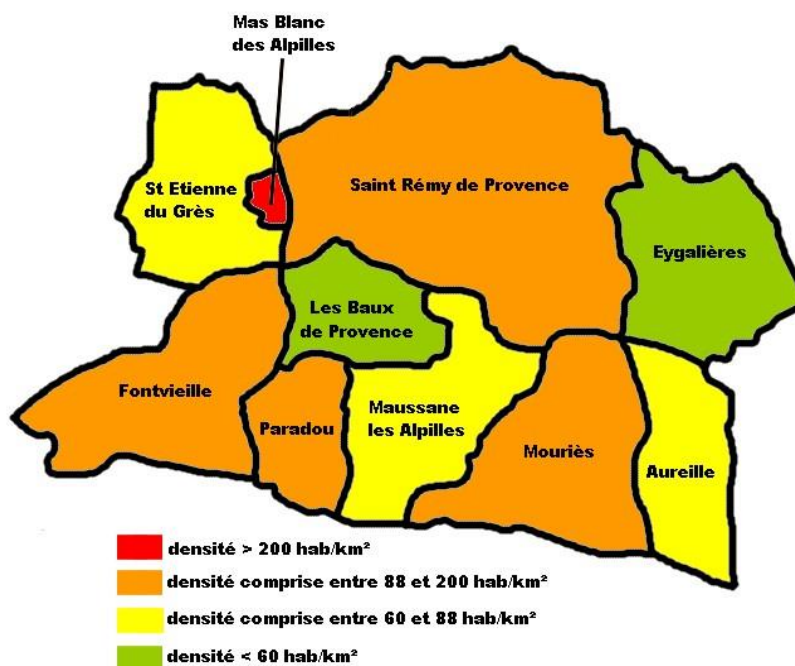 Mas Blanc
des Alpilles
St Etienne
du Grès
Saint Rémy de Provence
Eygalières
Les Baux
de Provence
Fontvieille
Paradou
Maussane
les Alpilles
Mouriès
Aureille
densité > 200 hab/km²
densité comprise entre 88 et 200 hab/km²
densité comprise entre 60 et 88 hab/km²
densité < 60 hab/km²